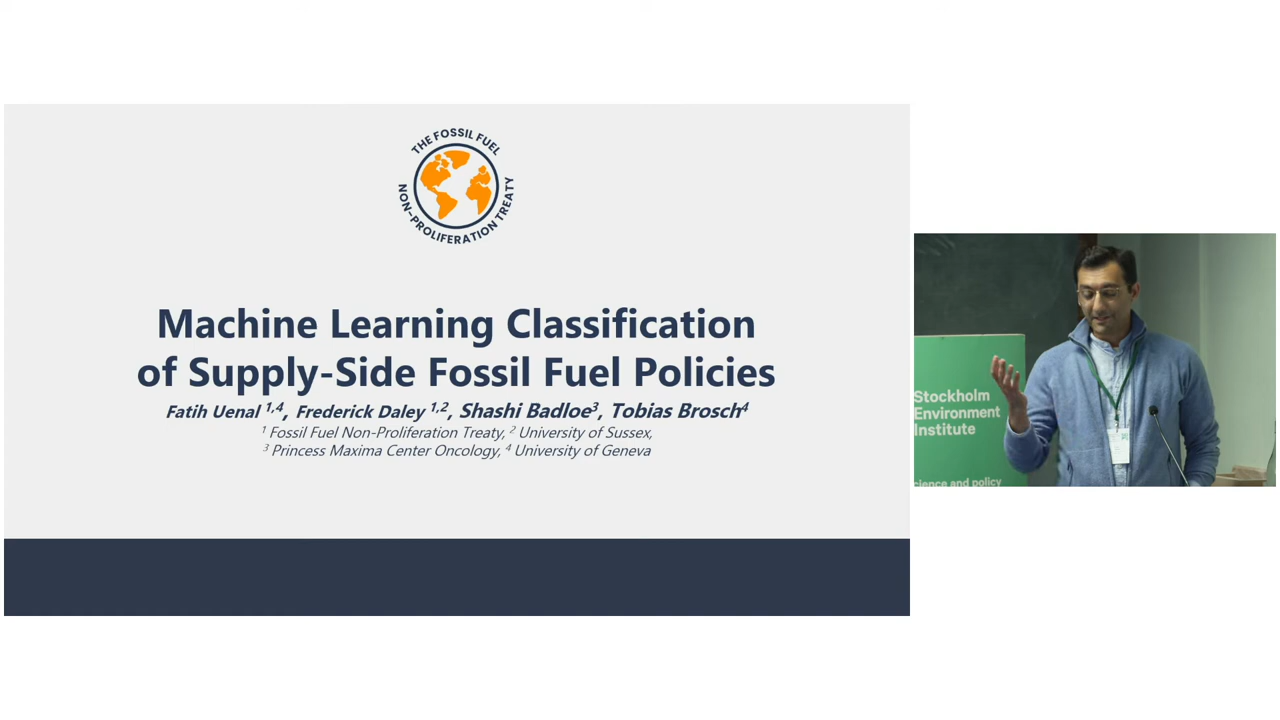 THE FOSSIL FUEL
NON-PROLIFERATION TREATY
Machine Learning Classification
of Supply-Side Fossil Fuel Policies
Fatih Uenal 1,4, Frederick Daley 1,2, Shashi Badloe3, Tobias Brosch4
1 Fossil Fuel Non-Proliferation Treaty, 2 University of Sussex,
3 Princess Maxima Center Oncology, 4 University of Geneva
Stockholm
Environment
Institute
cience and policy